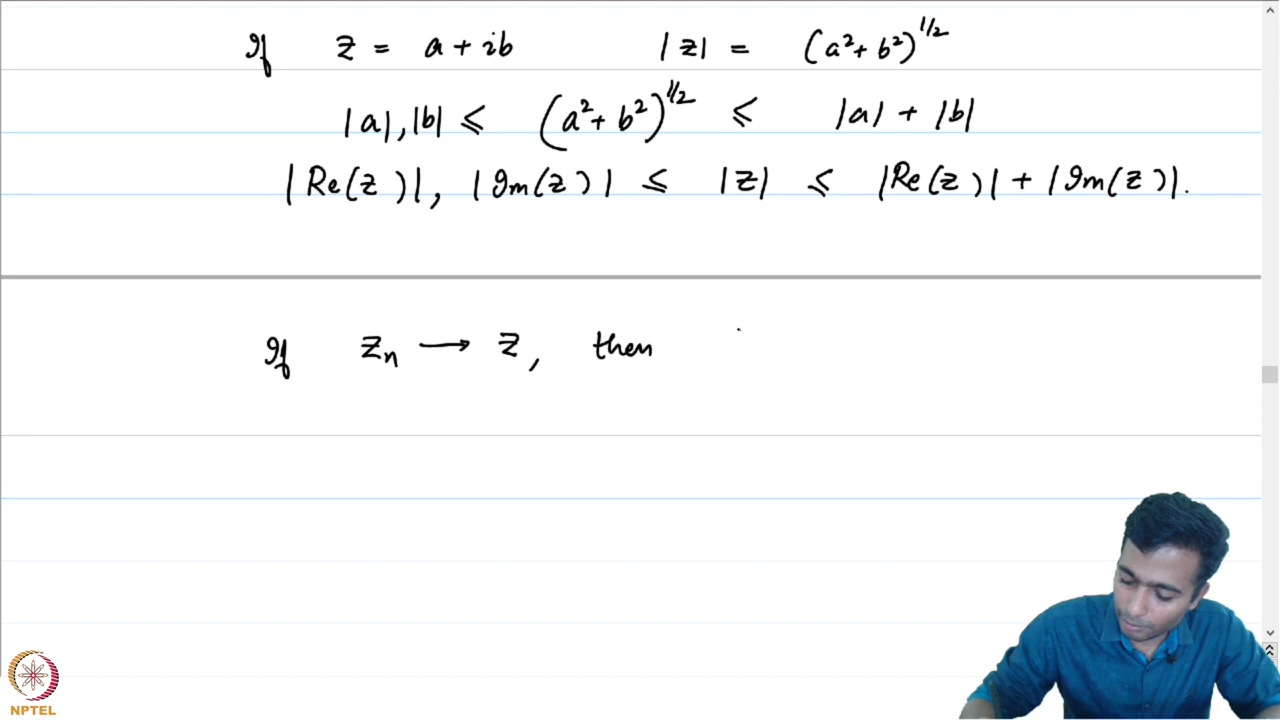 If z = a + ib |z| = (a² + b²)^{1/2}
|a|, |b| ⩽ (a² + b²)^{1/2} ⩽ |a| + |b|
|Re(z)|, |Im(z)| ≤ |z| ≤ |Re(z)| + |Im(z)|.
If zₙ ⟶ z, then
NPTEL